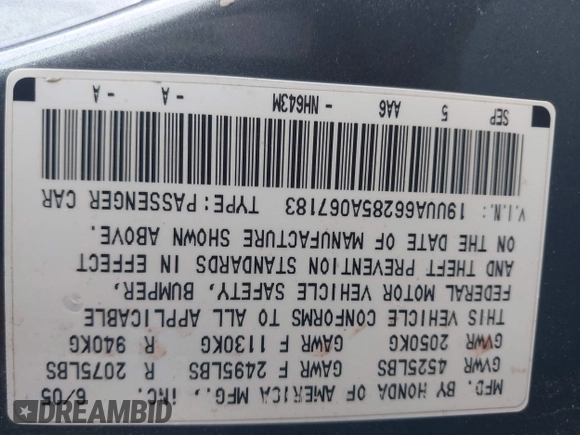 MFD. BY HONDA OF AMERICA MFG., INC. 6/05
GVWR 4525LBS GAWR F 2495LBS R 2075LBS
GVWR 2050KG GAWR F 1130KG R 940KG
THIS VEHICLE CONFORMS TO ALL APPLICABLE
FEDERAL MOTOR VEHICLE SAFETY, BUMPER,
AND THEFT PREVENTION STANDARDS IN EFFECT
ON THE DATE OF MANUFACTURE SHOWN ABOVE.
V.I.N.: 19UUA66285A067183 TYPE:PASSENGER CAR
SEP 5 AA6 - NH643M - A - A
DREAMBID